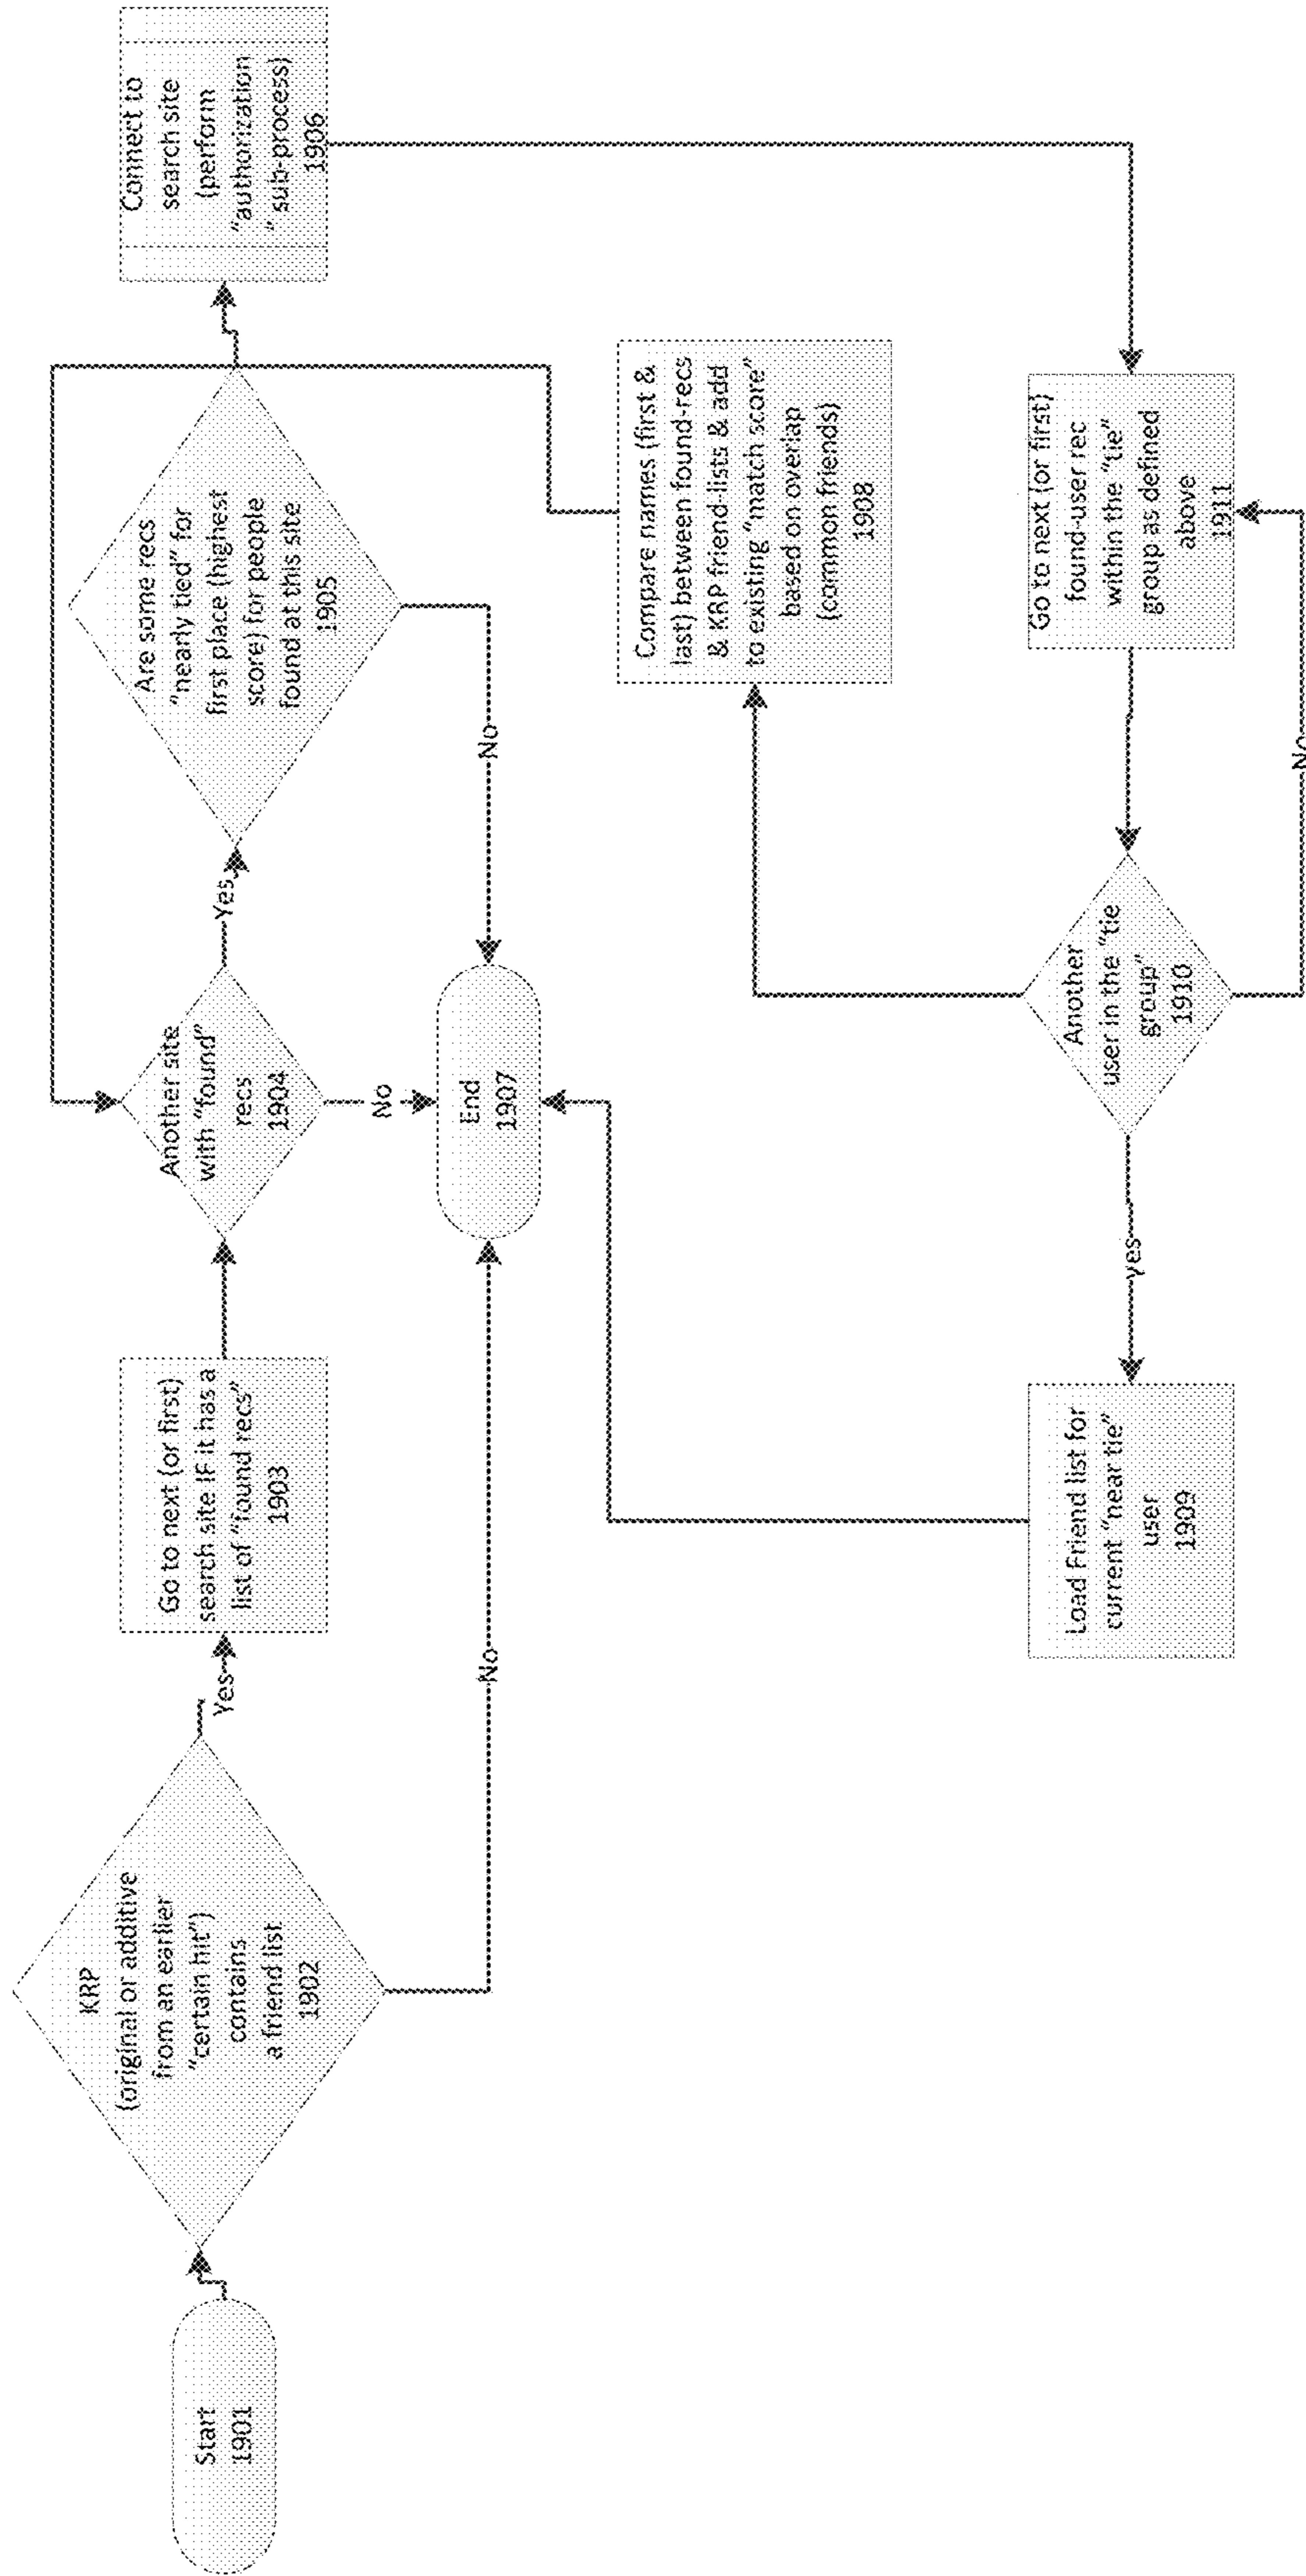 Start
1901
KRP
(original or additive
from an earlier
"certain hit")
contains
a friend list
1902
Yes
No
Go to next (or first)
search site IF it has a
list of "found recs"
1903
Another site
with "found"
recs
1904
Yes
No
Are some recs
"nearly tied" for
first place (highest
score) for people
found at this site
1905
No
Connect to
search site
(perform
"authorization
" sub-process)
1906
End
1907
Compare names (first &
last) between found-recs
& KRP friend-lists & add
to existing "match score"
based on overlap
(common friends)
1908
Load Friend list for
current "near tie"
user
1909
yes
Another
user in the "tie
group"
1910
No
Go to next (or first)
found-user rec
within the "tie"
group as defined
above
1911